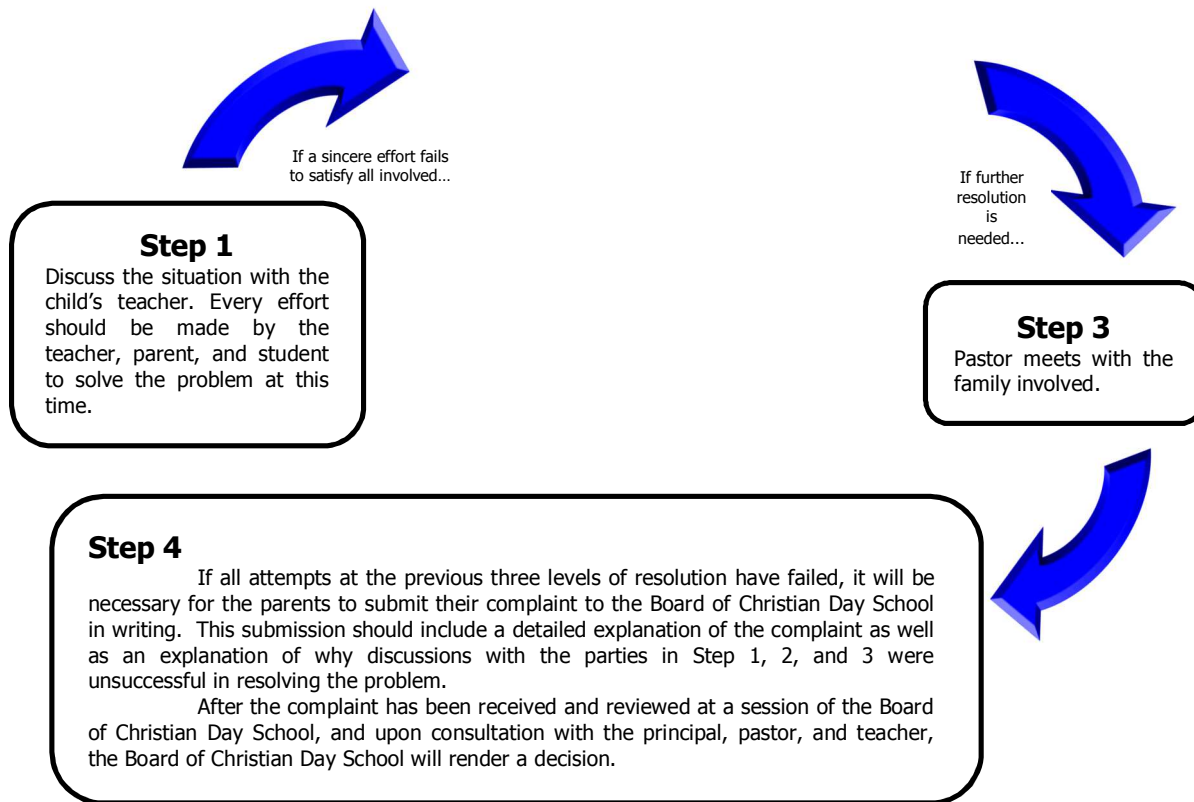 If a sincere effort fails
to satisfy all involved...
If further
resolution
is
needed...
Step 1
Discuss the situation with the
child's teacher. Every effort
should be made by the
teacher, parent, and student
to solve the problem at this
time.
Step 3
Pastor meets with the
family involved.
Step 4
If all attempts at the previous three levels of resolution have failed, it will be
necessary for the parents to submit their complaint to the Board of Christian Day School
in writing. This submission should include a detailed explanation of the complaint as well
as an explanation of why discussions with the parties in Step 1, 2, and 3 were
unsuccessful in resolving the problem.
After the complaint has been received and reviewed at a session of the Board
of Christian Day School, and upon consultation with the principal, pastor, and teacher,
the Board of Christian Day School will render a decision.